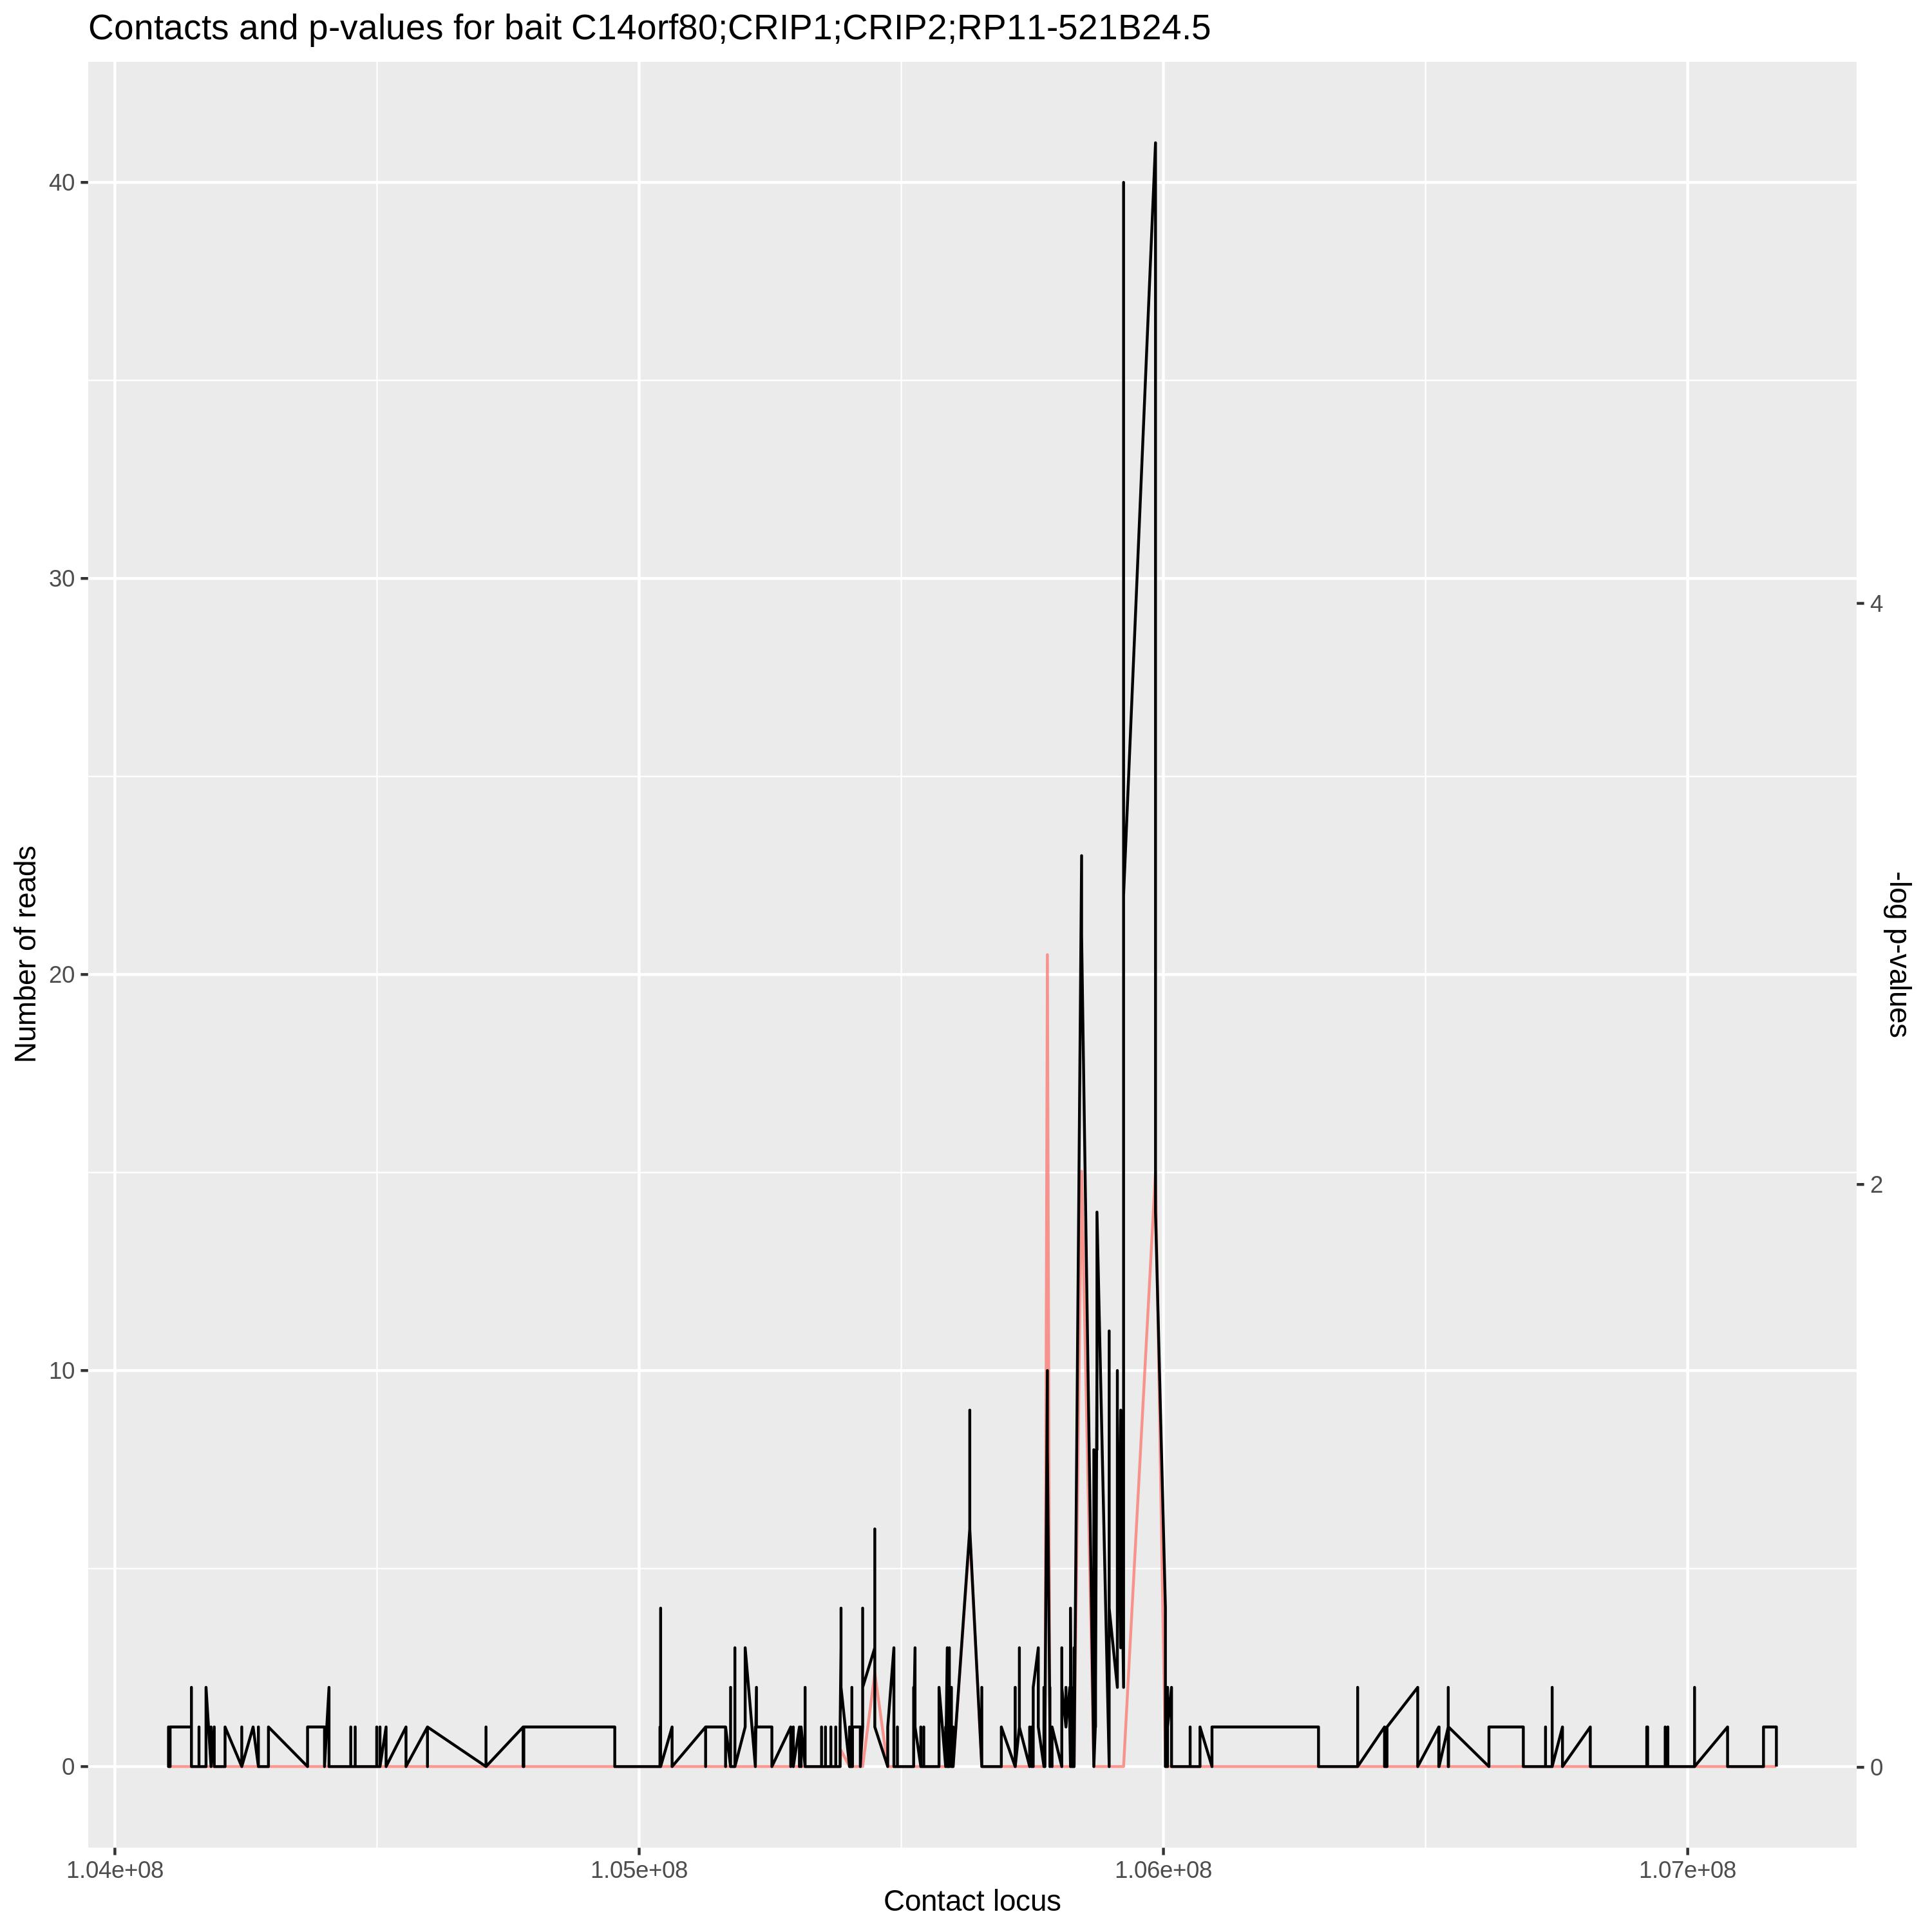 Contacts and p-values for bait C14orf80;CRIP1;CRIP2;RP11-521B24.5
Number of reads
40
30
20
10
0
-log p-values
4
2
0
1.04e+08
1.05e+08
1.06e+08
1.07e+08
Contact locus